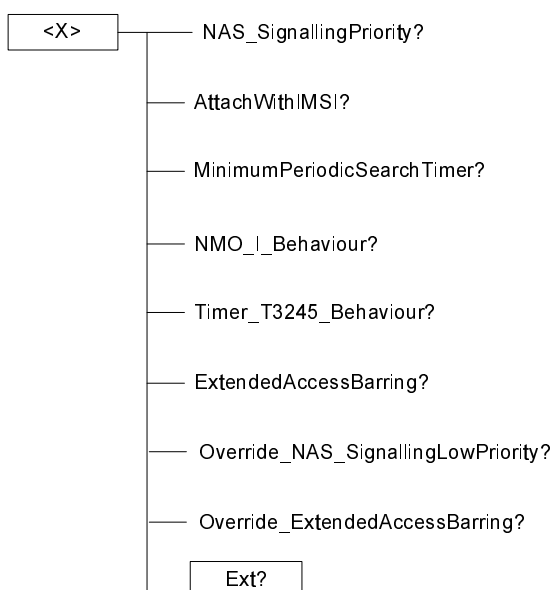 <X>
NAS_SignallingPriority?
AttachWithIMSI?
MinimumPeriodicSearchTimer?
NMO_I_Behaviour?
Timer_T3245_Behaviour?
ExtendedAccessBarring?
Override_NAS_SignallingLowPriority?
Override_ExtendedAccessBarring?
Ext?